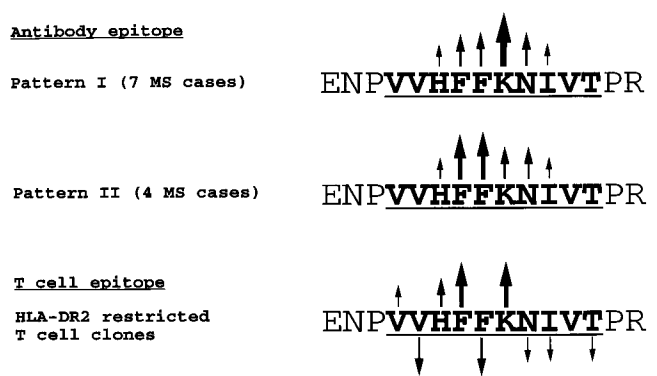 Antibody epitope
Pattern I (7 MS cases)
ENPVVHFFKNIVTPR
Pattern II (4 MS cases)
ENPVVHFFKNIVTPR
T cell epitope
HLA-DR2 restricted
T cell clones
ENPVVHFFKNIVTPR